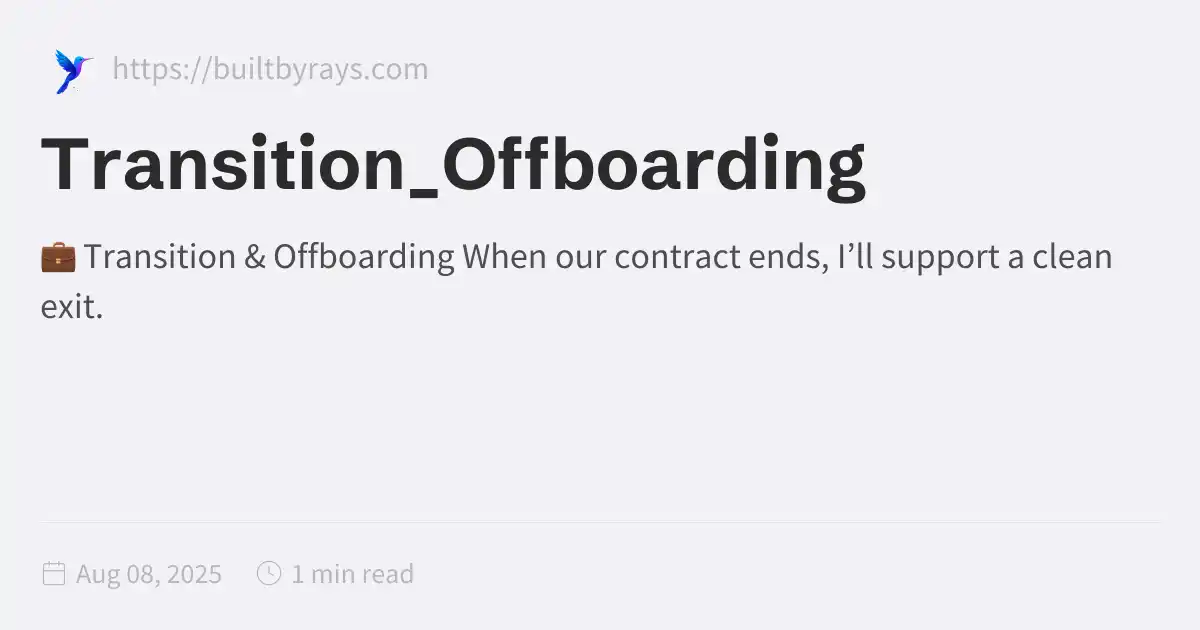 https://builtbyrays.com
Transition_Offboarding
💼 Transition & Offboarding When our contract ends, I’ll support a clean
exit.
Aug 08, 2025 1 min read